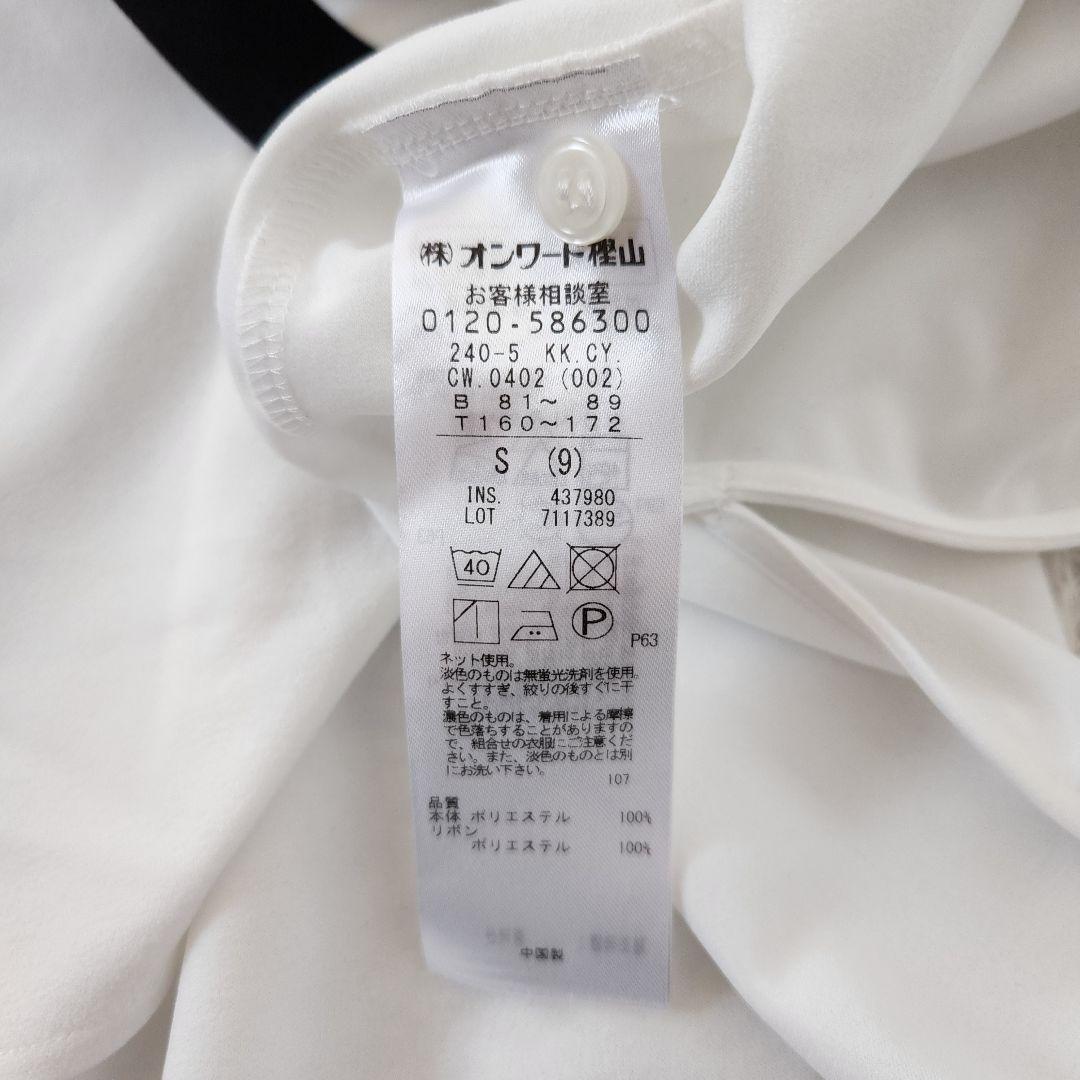 (株)オンワード樫山
お客様相談室
0120-586300
240-5 KK.CY.
CW.0402 (002)
B 81～ 89
T160～172
S (9)
INS. 437980
LOT 7117389
40
P
P63
ネット使用。
淡色のものは無蛍光洗剤を使用。
よくすすぎ、絞りの後すぐに干
すこと。
濃色のものは、着用による摩擦
で色落ちすることがありますの
で、組合せの衣服にご注意くだ
さい。また、淡色のものとは別
にお洗い下さい。
107
品質
本体 ポリエステル 100%
リボン
ポリエステル 100%
中国製